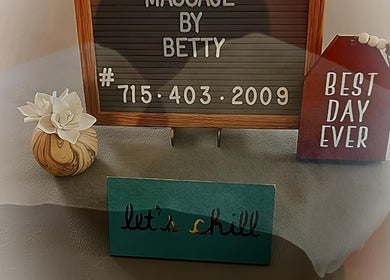 MASSAGE
BY
BETTY
# 715·403·2009
BEST
DAY
EVER
let's chill